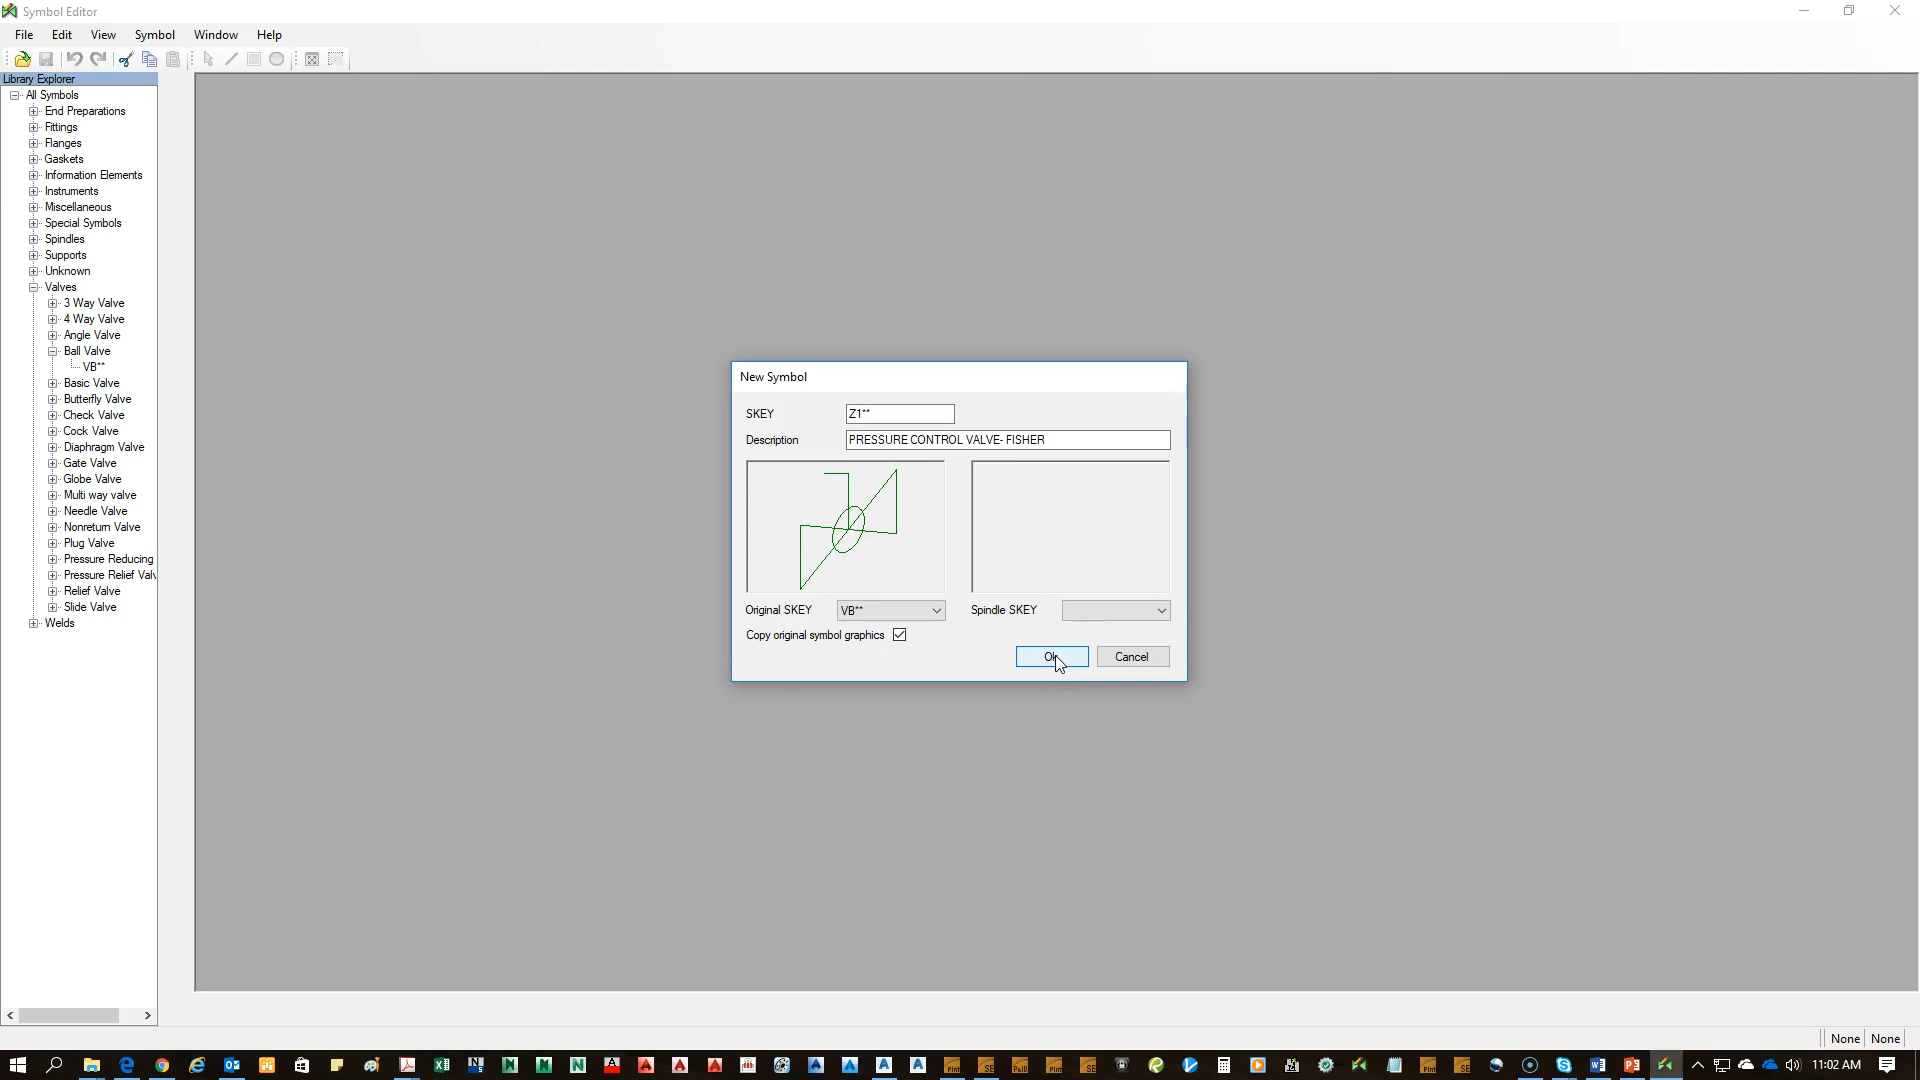 Symbol Editor
File Edit View Symbol Window Help
Library Explorer
All Symbols
End Preparations
Fittings
Flanges
Gaskets
Information Elements
Instruments
Miscellaneous
Special Symbols
Spindles
Supports
Unknown
Valves
3 Way Valve
4 Way Valve
Angle Valve
Ball Valve
VB**
Basic Valve
Butterfly Valve
Check Valve
Cock Valve
Diaphragm Valve
Gate Valve
Globe Valve
Multi way valve
Needle Valve
Nonreturn Valve
Plug Valve
Pressure Reducing
Pressure Relief Valv
Relief Valve
Slide Valve
Welds
New Symbol
SKEY Z1**
Description PRESSURE CONTROL VALVE- FISHER
Original SKEY VB** Spindle SKEY
Copy original symbol graphics
Ok Cancel
None None
11:02 AM